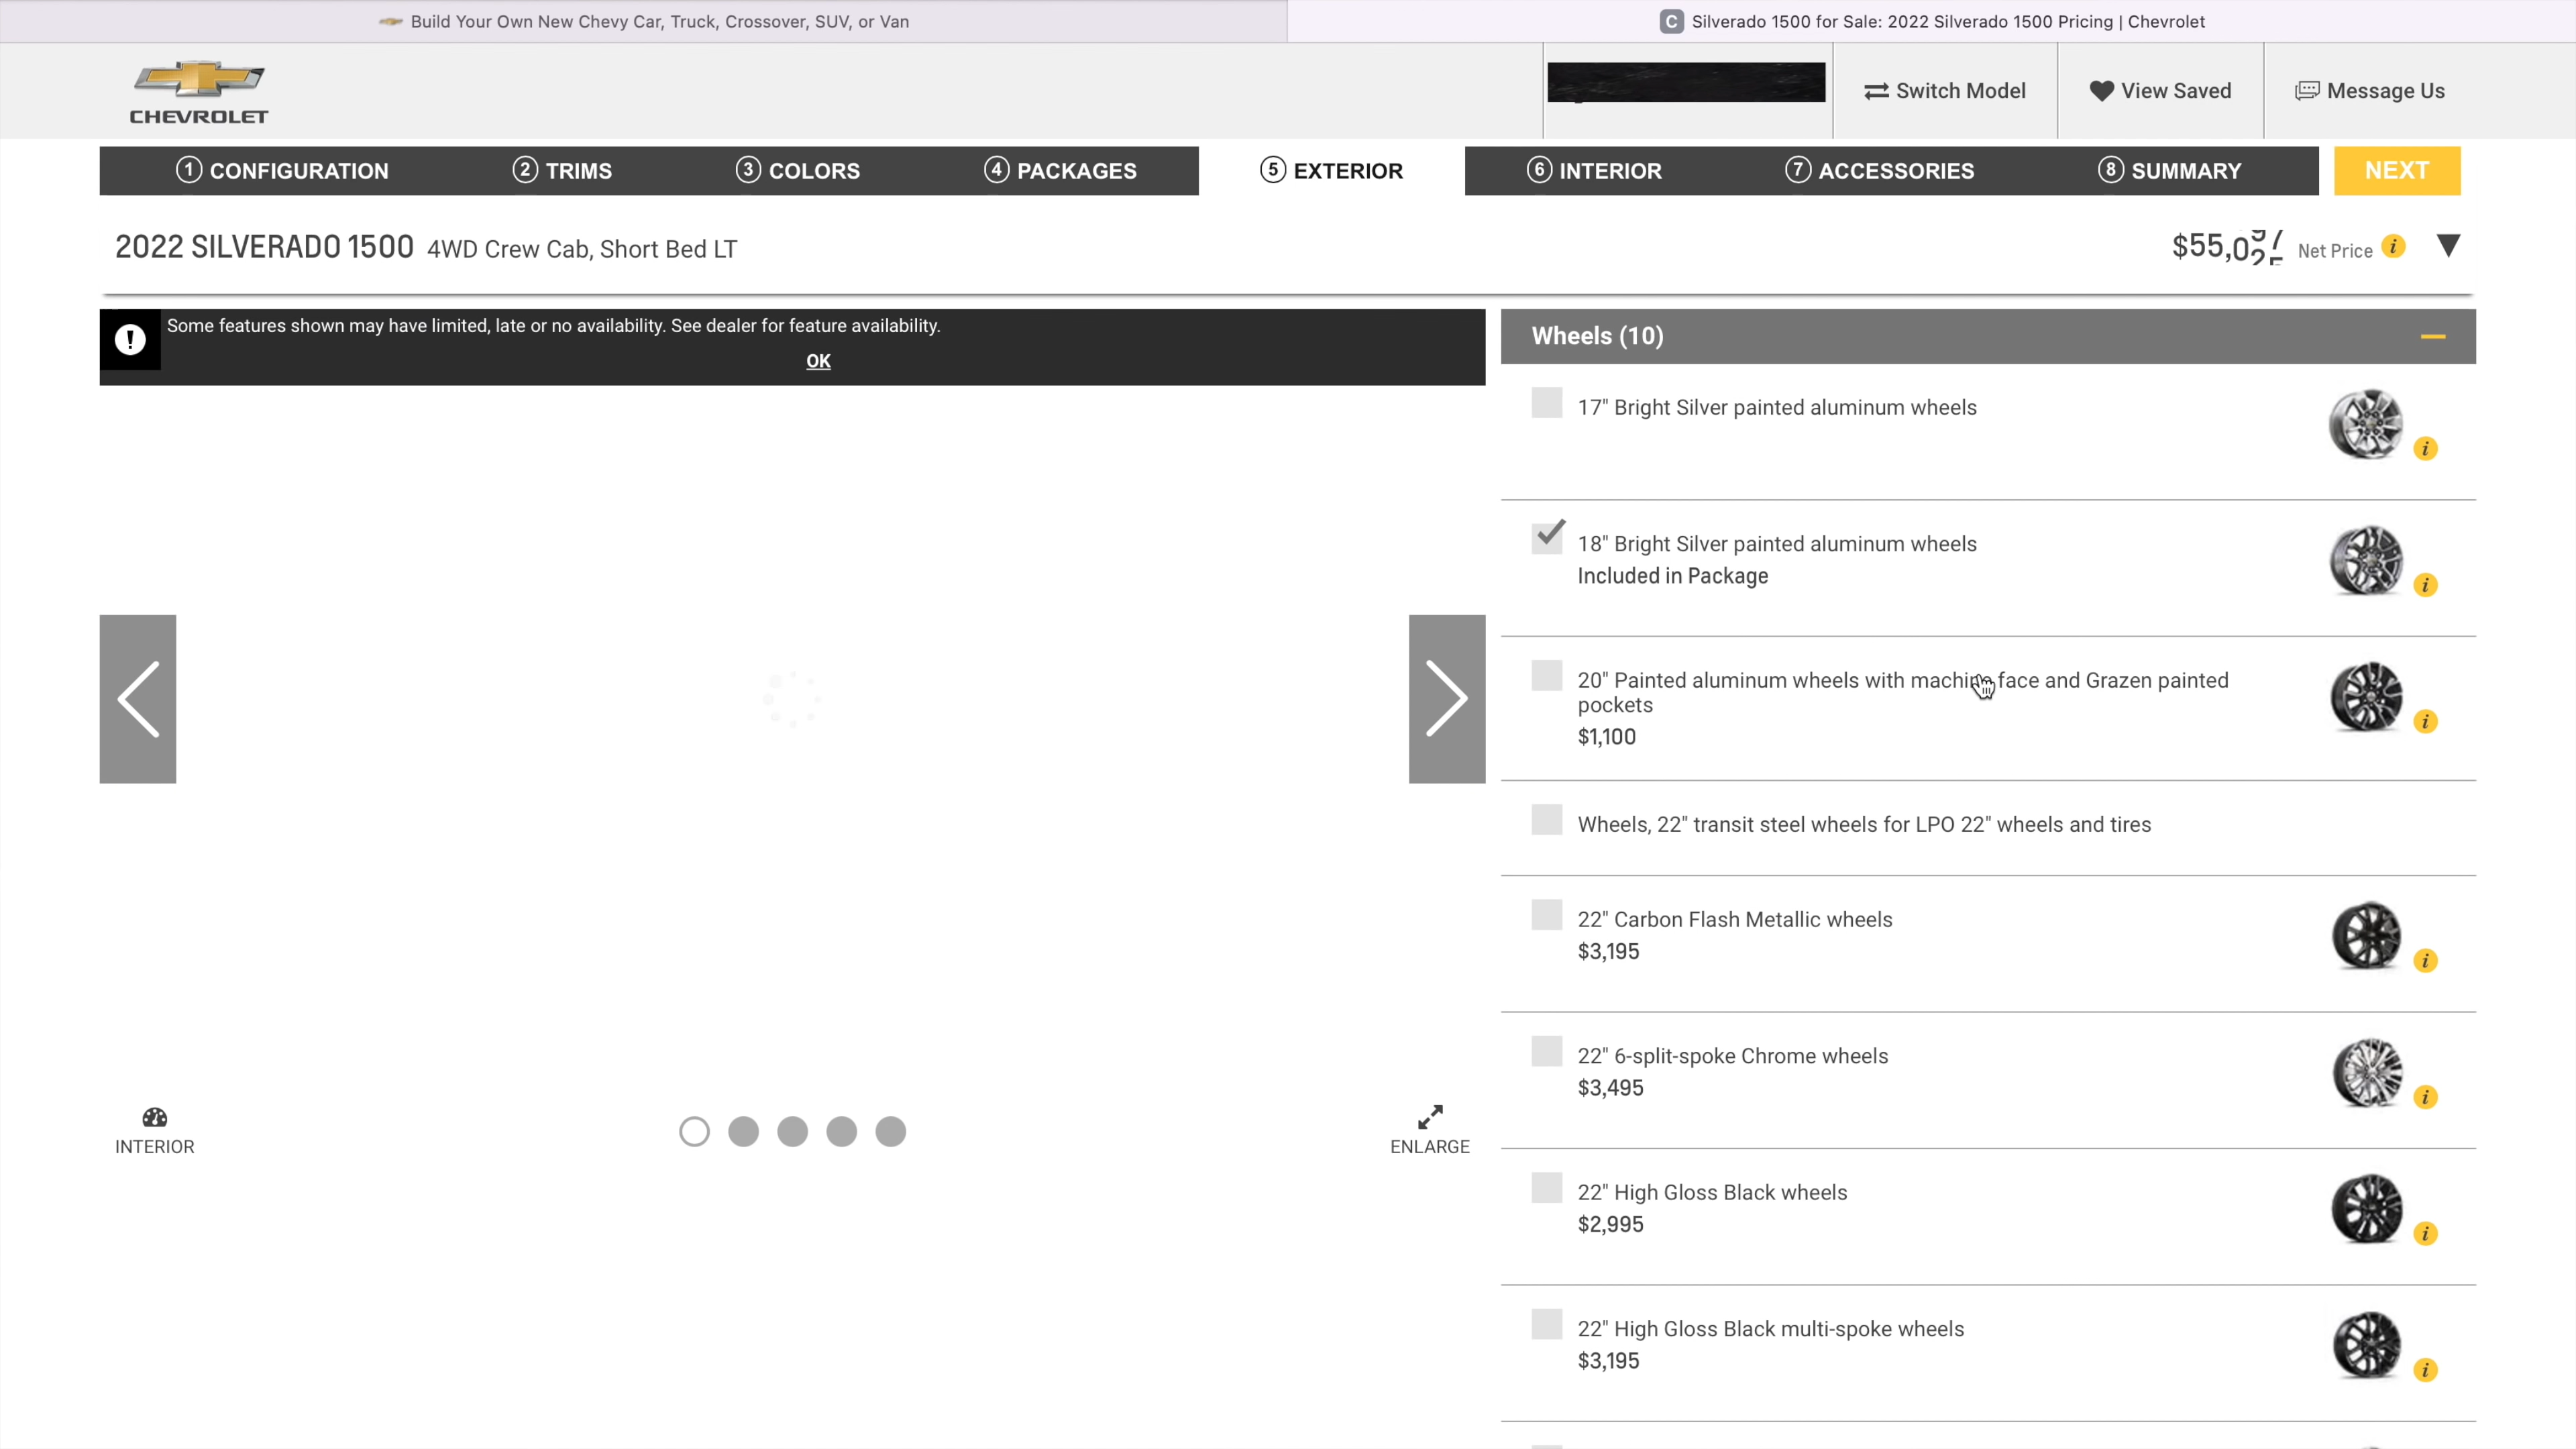 Build Your Own New Chevy Car, Truck, Crossover, SUV, or Van
C Silverado 1500 for Sale: 2022 Silverado 1500 Pricing | Chevrolet
CHEVROLET
Switch Model
View Saved
Message Us
1 CONFIGURATION
2 TRIMS
3 COLORS
4 PACKAGES
5 EXTERIOR
6 INTERIOR
7 ACCESSORIES
8 SUMMARY
NEXT
2022 SILVERADO 1500 4WD Crew Cab, Short Bed LT
Net Price i
! Some features shown may have limited, late or no availability. See dealer for feature availability.
OK
INTERIOR
ENLARGE
Wheels (10)
17" Bright Silver painted aluminum wheels
i
18" Bright Silver painted aluminum wheels
Included in Package
i
20" Painted aluminum wheels with machine face and Grazen painted
pockets
$1,100
i
Wheels, 22" transit steel wheels for LPO 22" wheels and tires
22" Carbon Flash Metallic wheels
$3,195
i
22" 6-split-spoke Chrome wheels
$3,495
i
22" High Gloss Black wheels
$2,995
i
22" High Gloss Black multi-spoke wheels
$3,195
i